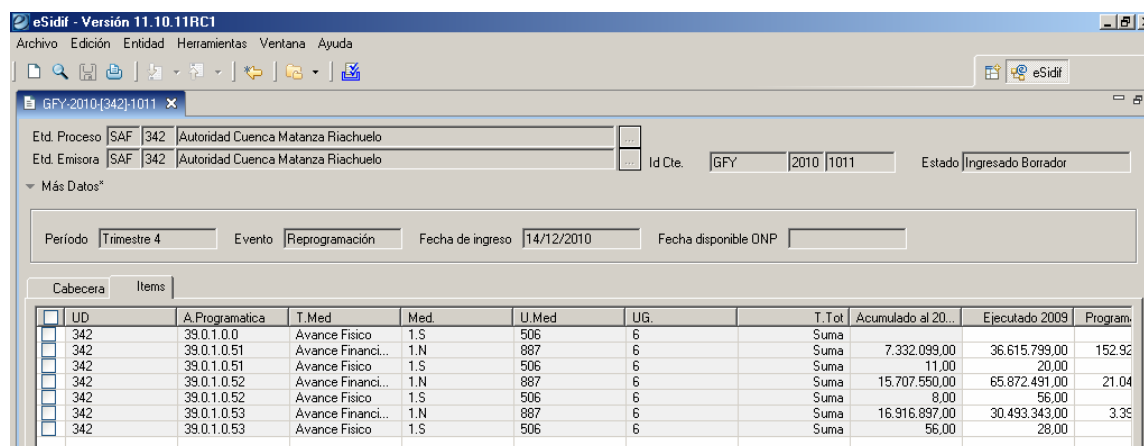 eSidif - Versión 11.10.11RC1
Archivo Edición Entidad Herramientas Ventana Ayuda
eSidif
GFY-2010-[342]-1011
Etd. Proceso SAF 342 Autoridad Cuenca Matanza Riachuelo ...
Etd. Emisora SAF 342 Autoridad Cuenca Matanza Riachuelo ... Id Cte. GFY 2010 1011 Estado Ingresado Borrador
Más Datos*
Período Trimestre 4 Evento Reprogramación Fecha de ingreso 14/12/2010 Fecha disponible ONP
Cabecera Items
UD A.Programatica T.Med Med. U.Med UG. T.Tot Acumulado al 20... Ejecutado 2009 Program
342 39.0.1.0.0 Avance Fisico 1.S 506 6 Suma
342 39.0.1.0.51 Avance Financi... 1.N 887 6 Suma 7.332.099,00 36.615.799,00 152.92
342 39.0.1.0.51 Avance Fisico 1.S 506 6 Suma 11,00 20,00
342 39.0.1.0.52 Avance Financi... 1.N 887 6 Suma 15.707.550,00 65.872.491,00 21.04
342 39.0.1.0.52 Avance Fisico 1.S 506 6 Suma 8,00 56,00
342 39.0.1.0.53 Avance Financi... 1.N 887 6 Suma 16.916.897,00 30.493.343,00 3.39
342 39.0.1.0.53 Avance Fisico 1.S 506 6 Suma 56,00 28,00